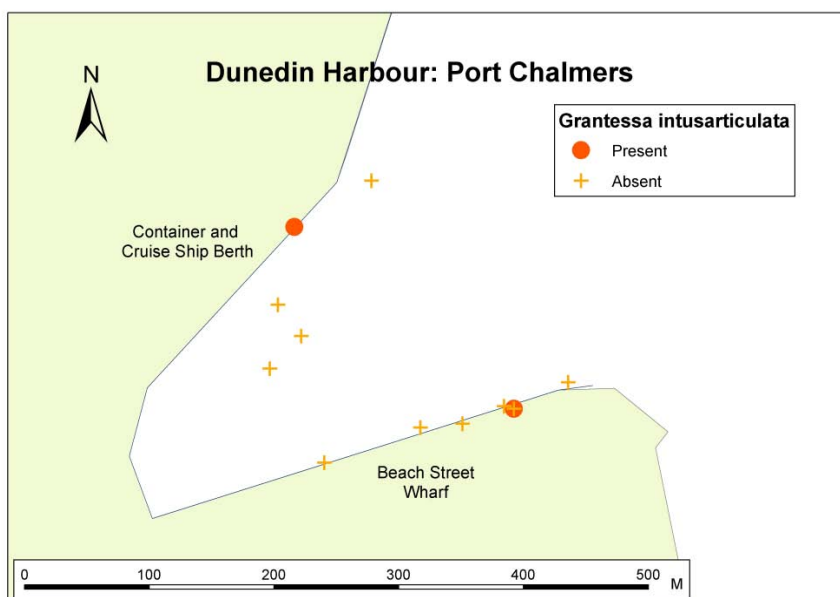 Dunedin Harbour: Port Chalmers
N
Grantessa intusarticulata
Present
Absent
Container and
Cruise Ship Berth
Beach Street
Wharf
0 100 200 300 400 500 M